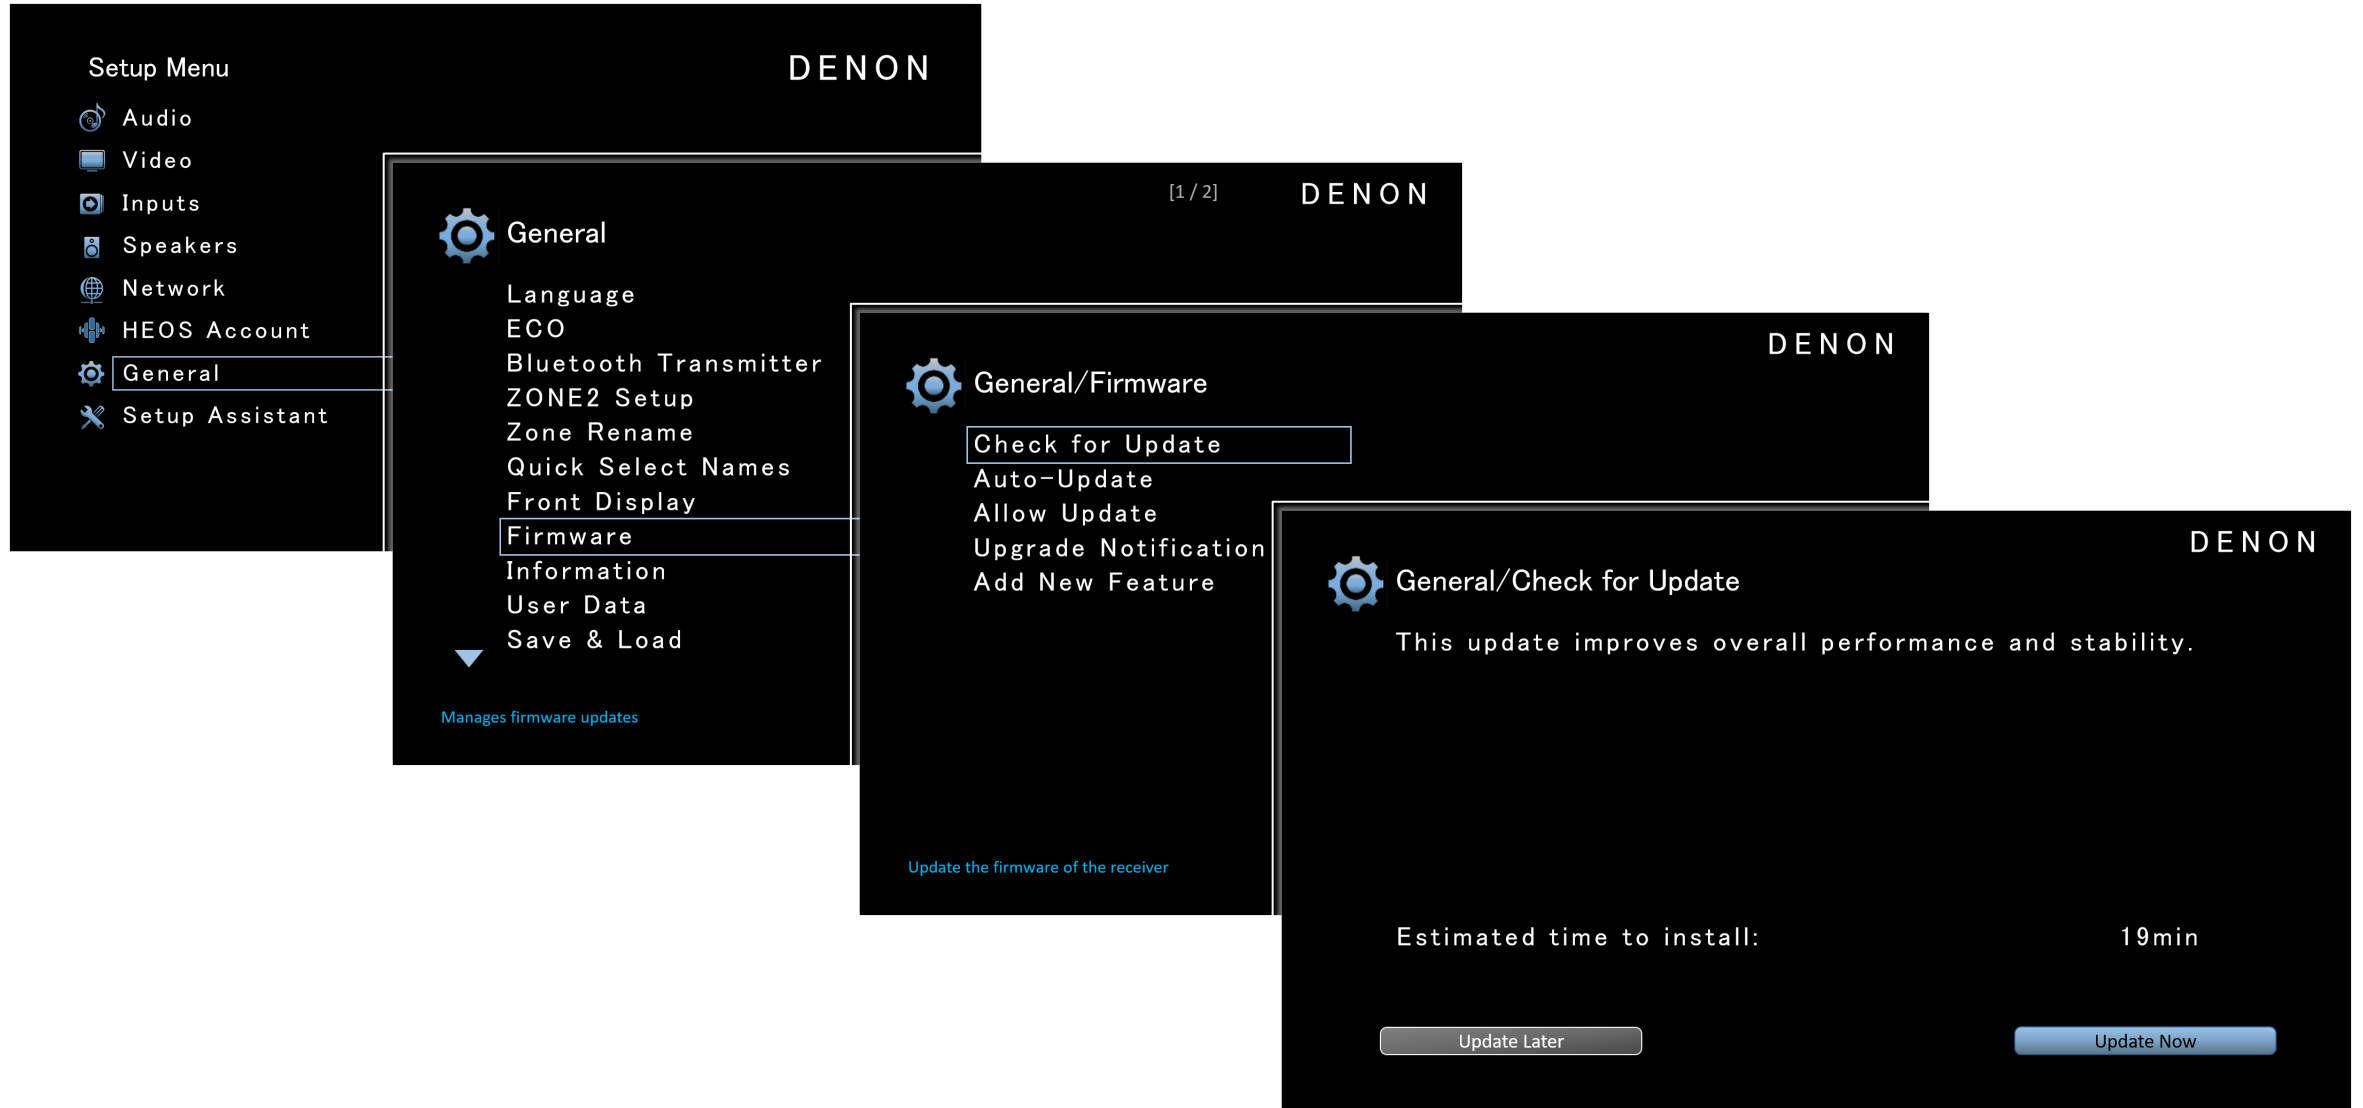 Setup Menu
DENON
Audio
Video
Inputs
Speakers
Network
HEOS Account
General
Setup Assistant
[1 / 2]
DENON
General
Language
ECO
Bluetooth Transmitter
ZONE2 Setup
Zone Rename
Quick Select Names
Front Display
Firmware
Information
User Data
Save & Load
Manages firmware updates
DENON
General/Firmware
Check for Update
Auto-Update
Allow Update
Upgrade Notification
Add New Feature
Update the firmware of the receiver
DENON
General/Check for Update
This update improves overall performance and stability.
Estimated time to install: 19min
Update Later
Update Now